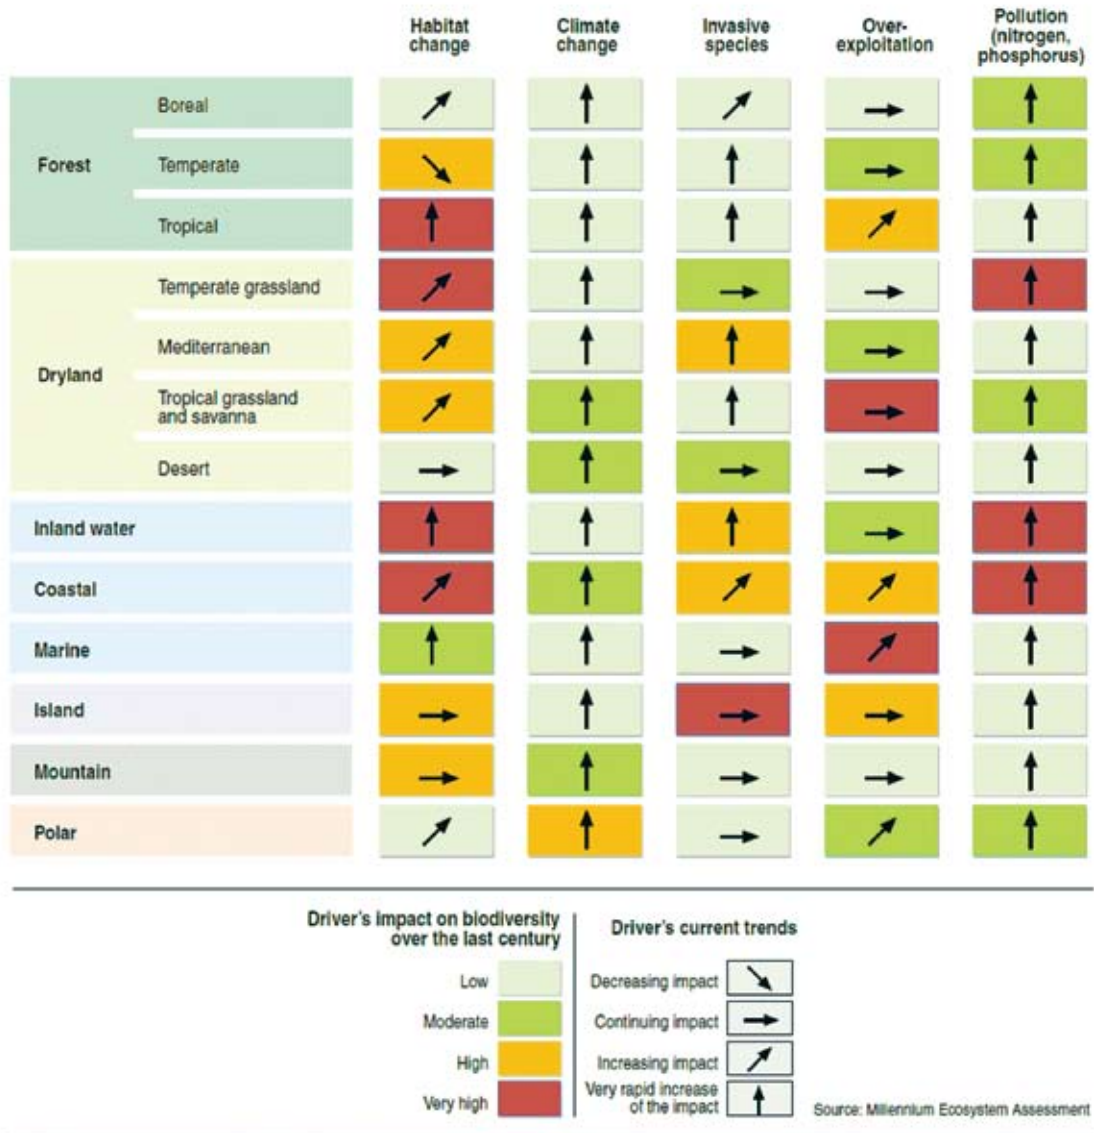 Habitat
change
Climate
change
Invasive
species
Over-
exploitation
Pollution
(nitrogen,
phosphorus)
Forest
Boreal
Temperate
Tropical
Dryland
Temperate grassland
Mediterranean
Tropical grassland
and savanna
Desert
Inland water
Coastal
Marine
Island
Mountain
Polar
Driver's impact on biodiversity
over the last century
Low
Moderate
High
Very high
Driver's current trends
Decreasing impact
Continuing impact
Increasing impact
Very rapid increase
of the impact
Source: Millennium Ecosystem Assessment